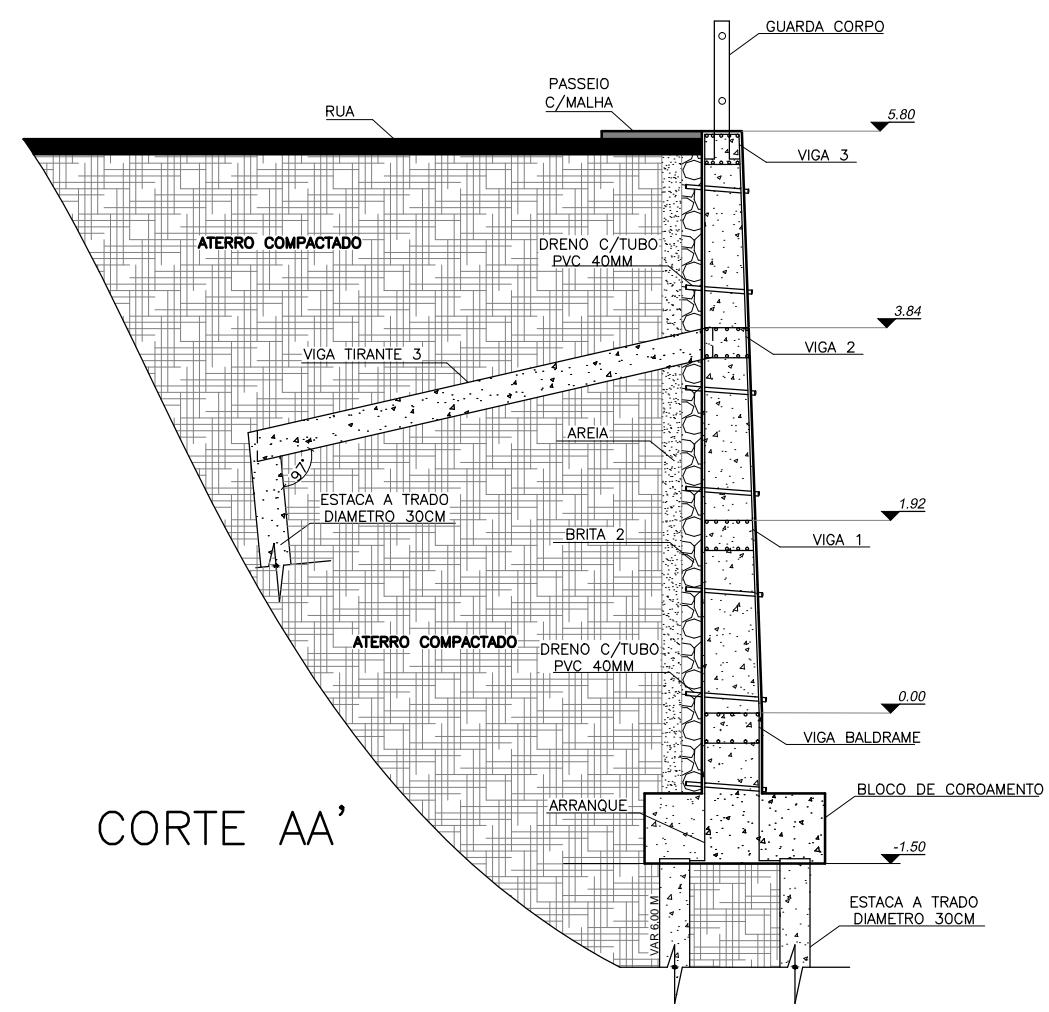 GUARDA CORPO
PASSEIO
C/MALHA
RUA
5.80
VIGA 3
ATERRO COMPACTADO
DRENO C/TUBO
PVC 40MM
3.84
VIGA 2
VIGA TIRANTE 3
AREIA
97°
ESTACA A TRADO
DIAMETRO 30CM
1.92
BRITA 2
VIGA 1
ATERRO COMPACTADO
DRENO C/TUBO
PVC 40MM
0.00
VIGA BALDRAME
BLOCO DE COROAMENTO
ARRANQUE
CORTE AA'
-1.50
VAR 6.00 M
ESTACA A TRADO
DIAMETRO 30CM